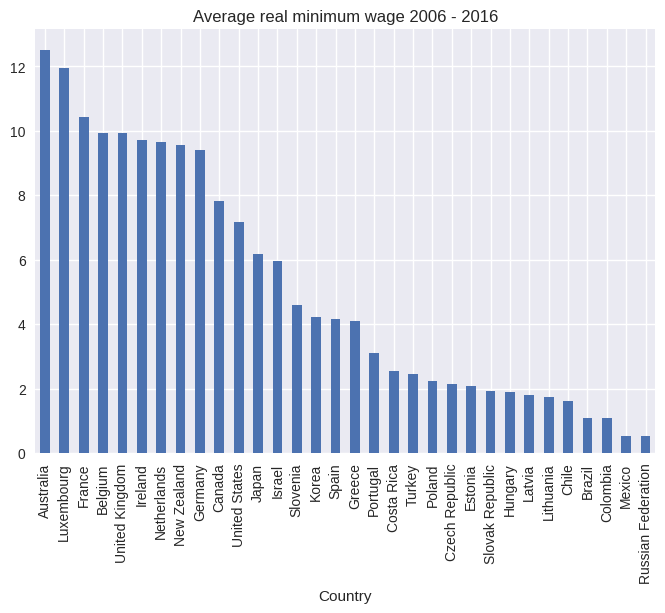 Average real minimum wage 2006 - 2016
12
10
8
6
4
2
0
Australia
Luxembourg
France
Belgium
United Kingdom
Ireland
Netherlands
New Zealand
Germany
Canada
United States
Japan
Israel
Slovenia
Korea
Spain
Greece
Portugal
Costa Rica
Turkey
Poland
Czech Republic
Estonia
Slovak Republic
Hungary
Latvia
Lithuania
Chile
Brazil
Colombia
Mexico
Russian Federation
Country